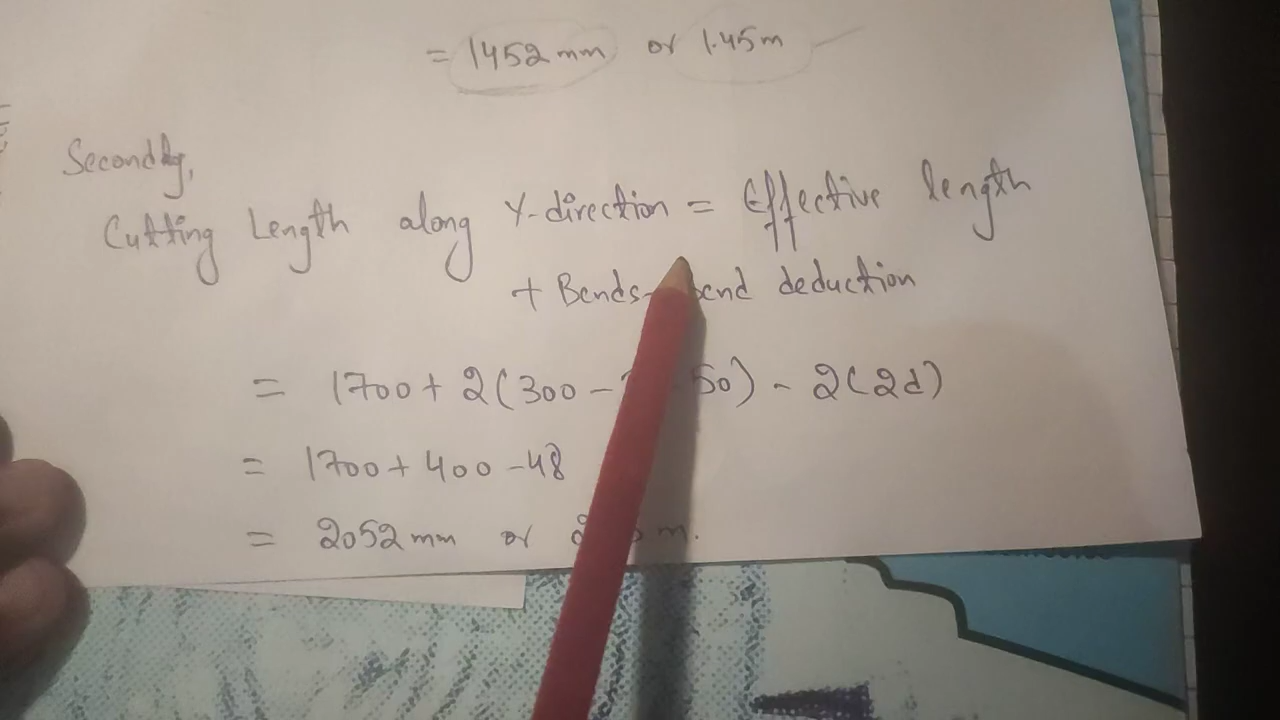 = 1452 mm or 1.45m
Secondly,
Cutting Length along Y-direction = Effective length
+ Bends- bend deduction
= 1700 + 2(300 - 50) - 2(2d)
= 1700 + 400 - 48
= 2052 mm or m.